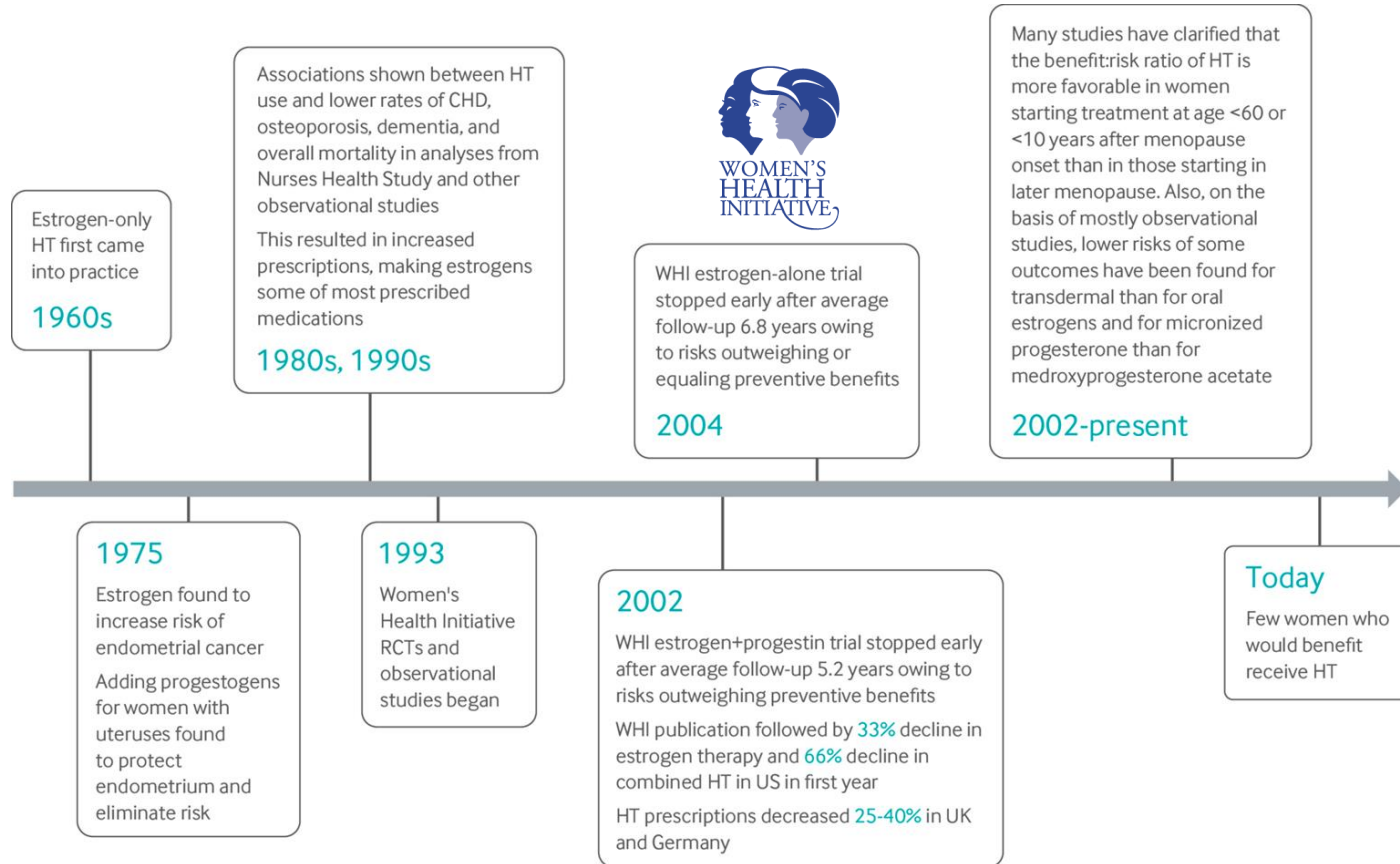 Estrogen-only
HT first came
into practice
1960s
Associations shown between HT
use and lower rates of CHD,
osteoporosis, dementia, and
overall mortality in analyses from
Nurses Health Study and other
observational studies
This resulted in increased
prescriptions, making estrogens
some of most prescribed
medications
1980s, 1990s
WOMEN'S
HEALTH
INITIATIVE
WHI estrogen-alone trial
stopped early after average
follow-up 6.8 years owing
to risks outweighing or
equaling preventive benefits
2004
Many studies have clarified that
the benefit:risk ratio of HT is
more favorable in women
starting treatment at age <60 or
<10 years after menopause
onset than in those starting in
later menopause. Also, on the
basis of mostly observational
studies, lower risks of some
outcomes have been found for
transdermal than for oral
estrogens and for micronized
progesterone than for
medroxyprogesterone acetate
2002-present
1975
Estrogen found to
increase risk of
endometrial cancer
Adding progestogens
for women with
uteruses found
to protect
endometrium and
eliminate risk
1993
Women's
Health Initiative
RCTs and
observational
studies began
2002
WHI estrogen+progestin trial stopped early
after average follow-up 5.2 years owing to
risks outweighing preventive benefits
WHI publication followed by 33% decline in
estrogen therapy and 66% decline in
combined HT in US in first year
HT prescriptions decreased 25-40% in UK
and Germany
Today
Few women who
would benefit
receive HT